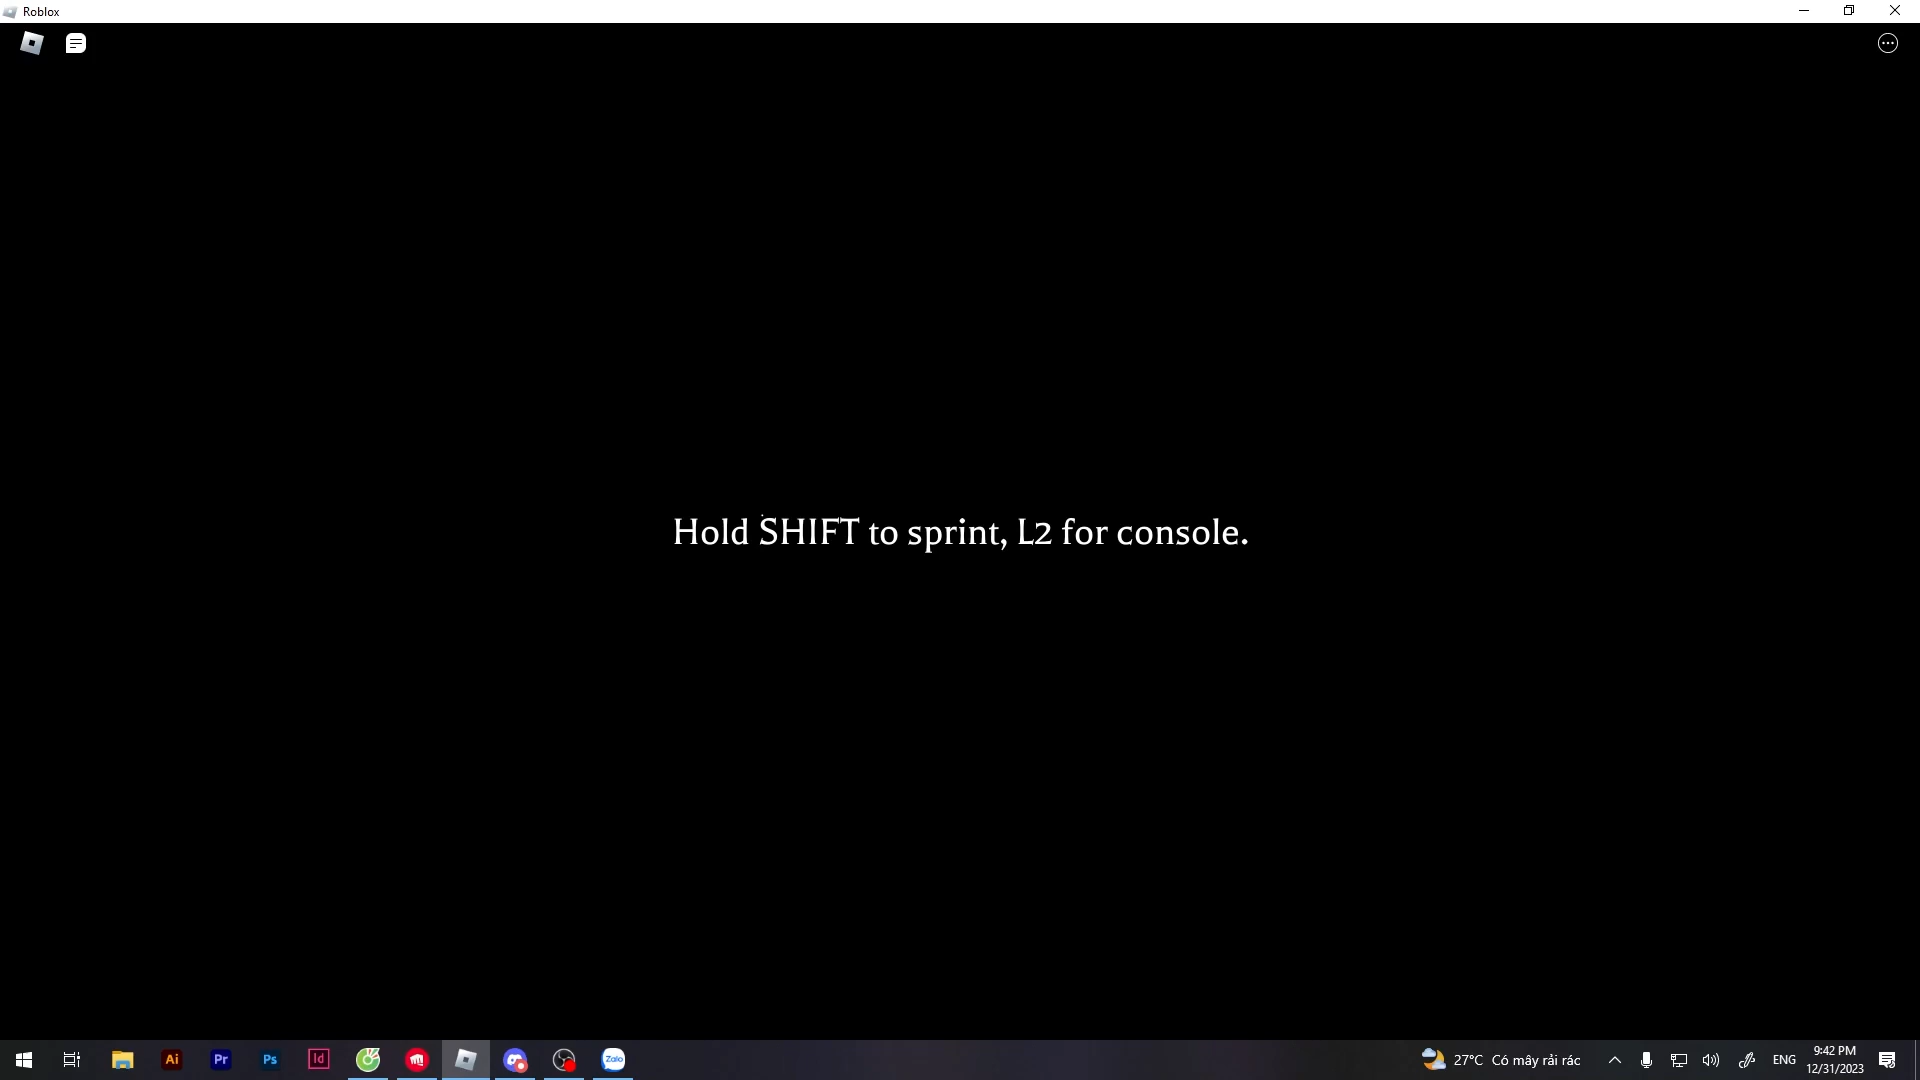 Roblox
Hold SHIFT to sprint, L2 for console.
Ai
Pr
Ps
Id
Zalo
27°C Có mây rải rác
ENG
9:42 PM
12/31/2023